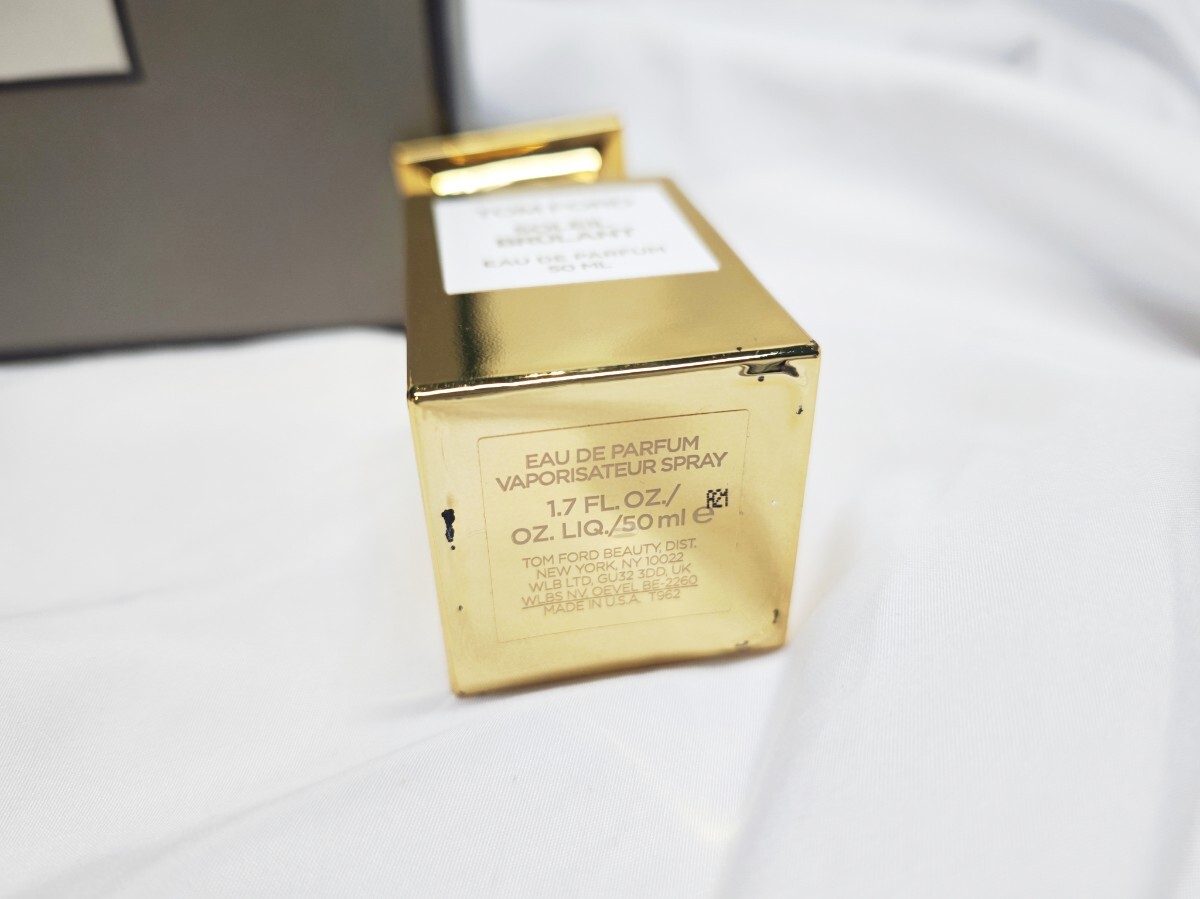 TOM FORD
SOLEIL
BRÛLANT
EAU DE PARFUM
50 ML
EAU DE PARFUM
VAPORISATEUR SPRAY
1.7 FL. OZ./
OZ. LIQ./50 ml e
A21
TOM FORD BEAUTY, DIST.
NEW YORK, NY 10022
WLB LTD, GU32 3DD, UK
WLBS NV, OEVEL BE-2260
MADE IN U.S.A. T962